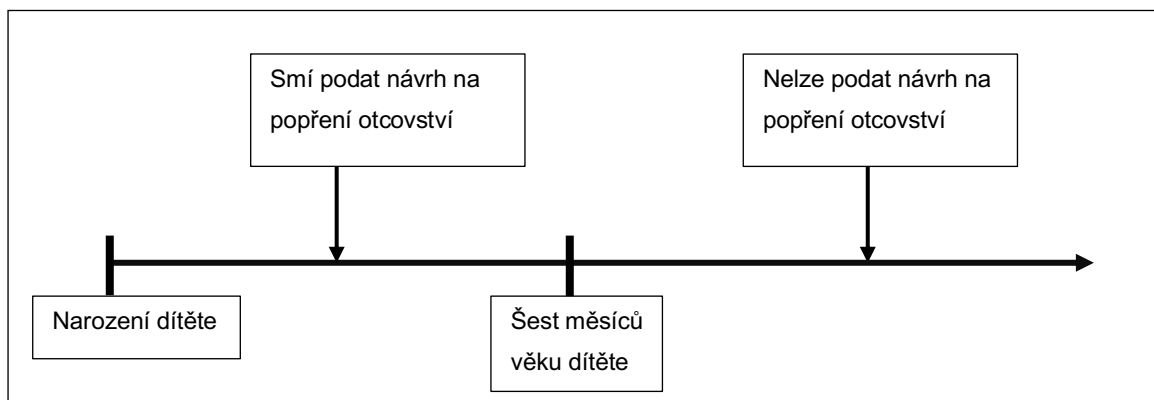 Smí podat návrh na
popření otcovství
Nelze podat návrh na
popření otcovství
Narození dítěte
Šest měsíců
věku dítěte